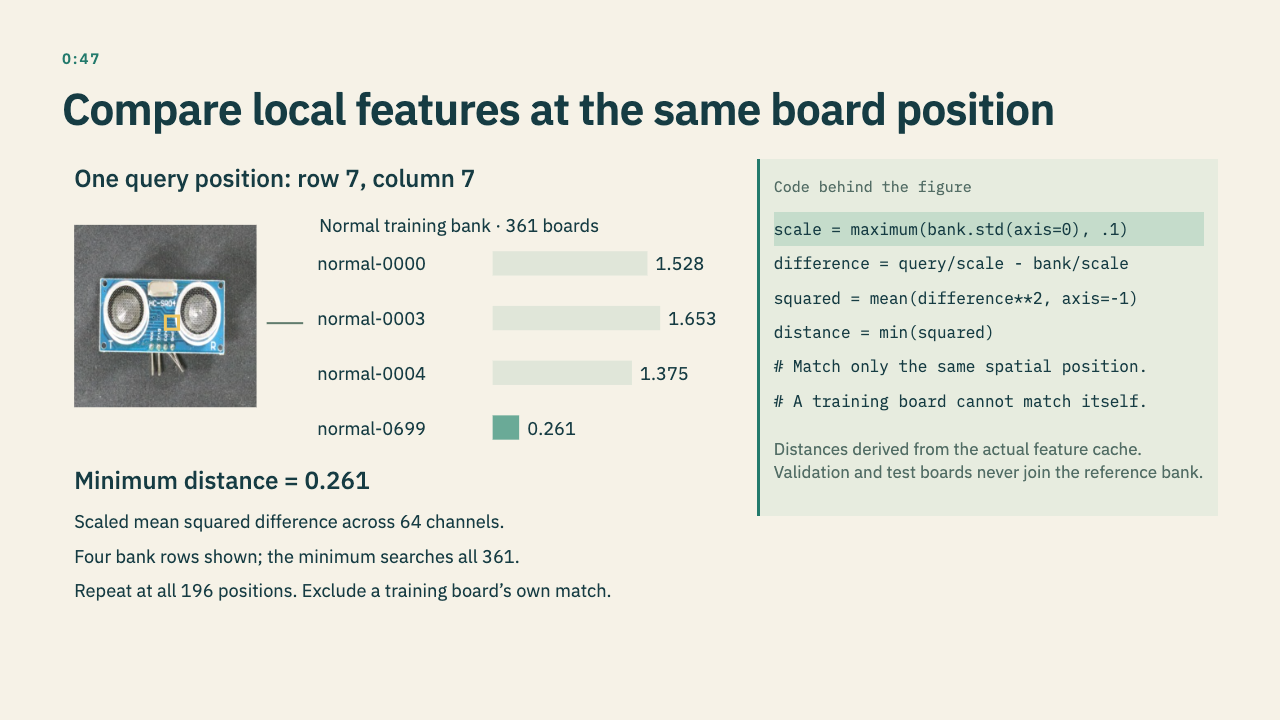 0:47
Compare local features at the same board position
One query position: row 7, column 7
Normal training bank · 361 boards
normal-0000 1.528
normal-0003 1.653
normal-0004 1.375
normal-0699 0.261
HC-SR04
T R
Minimum distance = 0.261
Scaled mean squared difference across 64 channels.
Four bank rows shown; the minimum searches all 361.
Repeat at all 196 positions. Exclude a training board’s own match.
Code behind the figure
scale = maximum(bank.std(axis=0), .1)
difference = query/scale - bank/scale
squared = mean(difference**2, axis=-1)
distance = min(squared)
# Match only the same spatial position.
# A training board cannot match itself.
Distances derived from the actual feature cache.
Validation and test boards never join the reference bank.